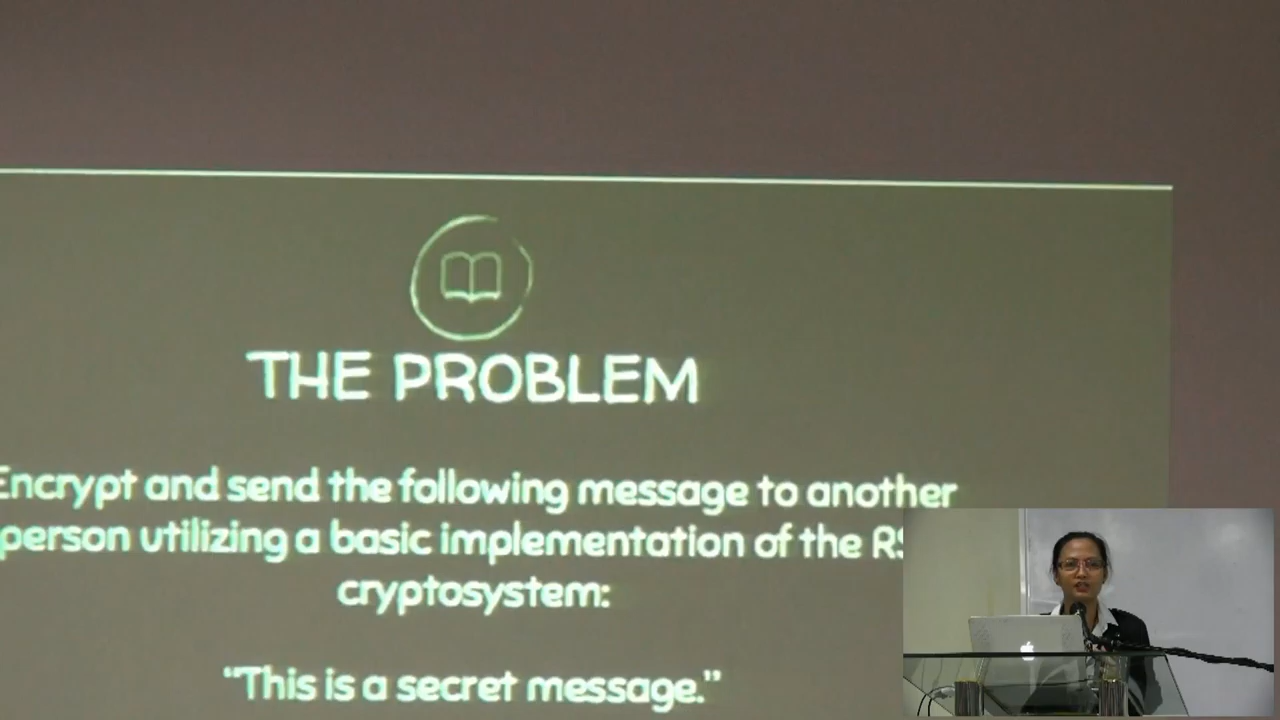 THE PROBLEM
Encrypt and send the following message to another
person utilizing a basic implementation of the
cryptosystem:
"This is a secret message."